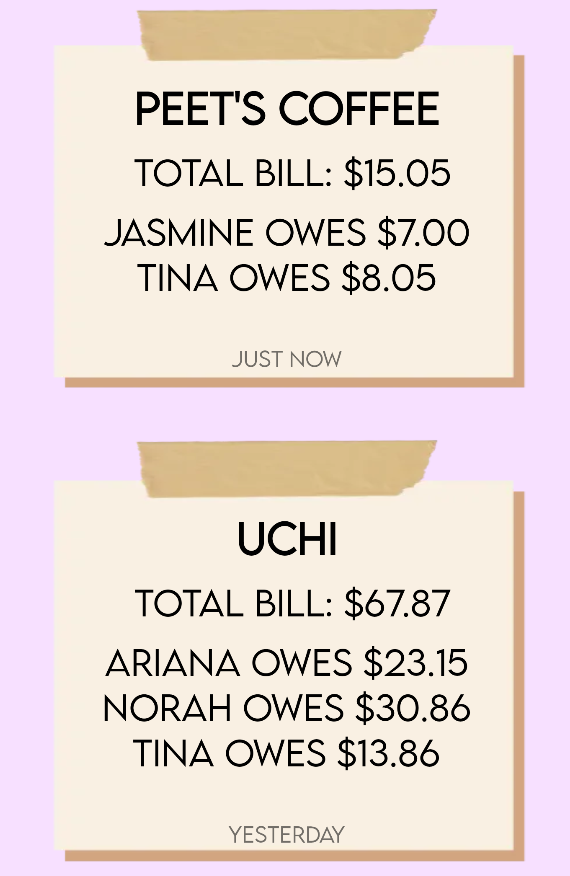 PEET'S COFFEE
TOTAL BILL: $15.05
JASMINE OWES $7.00
TINA OWES $8.05
JUST NOW
UCHI
TOTAL BILL: $67.87
ARIANA OWES $23.15
NORAH OWES $30.86
TINA OWES $13.86
YESTERDAY